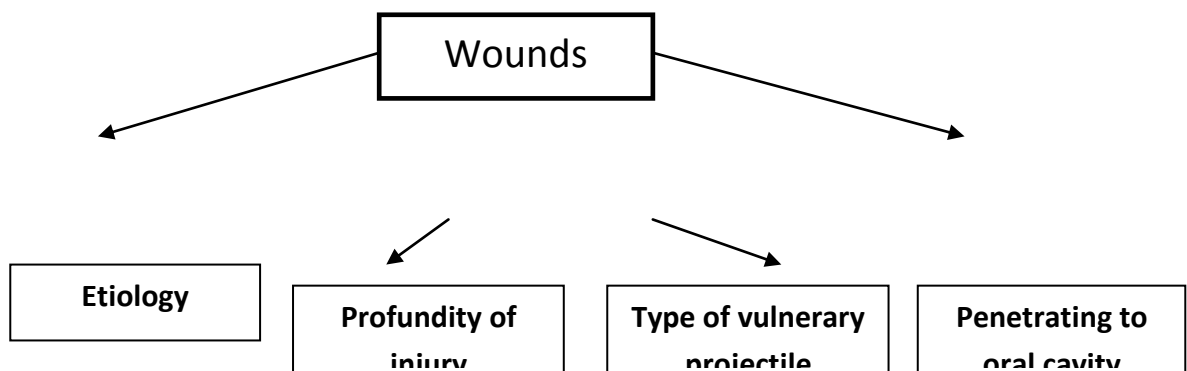 Wounds
Etiology
Profundity of
injury
Type of vulnerary
projectile
Penetrating to
oral cavity